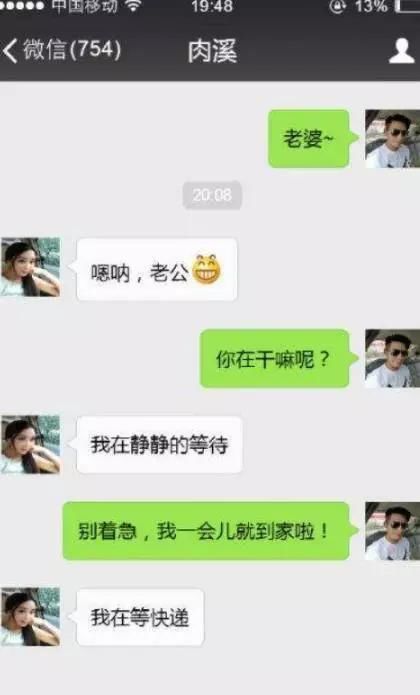 中国移动 19:48 13%
微信(754) 肉溪
老婆~
20:08
嗯呐，老公
你在干嘛呢？
我在静静的等待
别着急，我一会儿就到家啦！
我在等快递